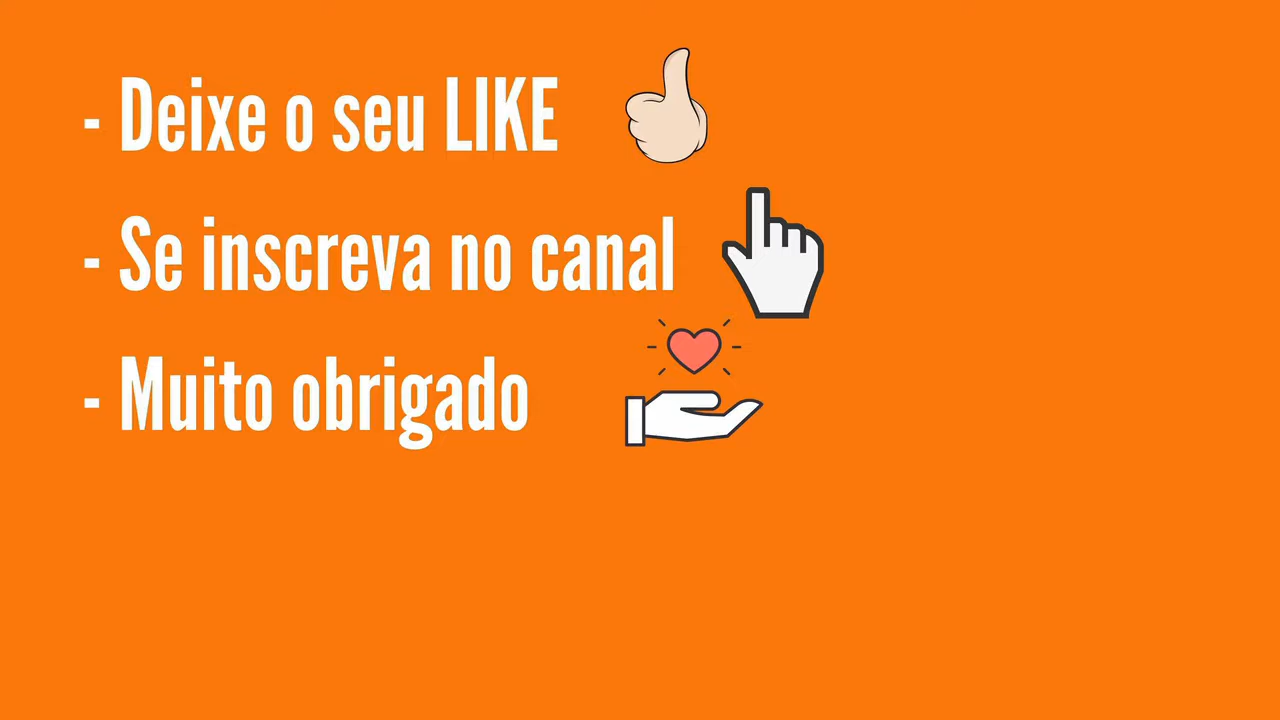 - Deixe o seu LIKE
- Se inscreva no canal
- Muito obrigado